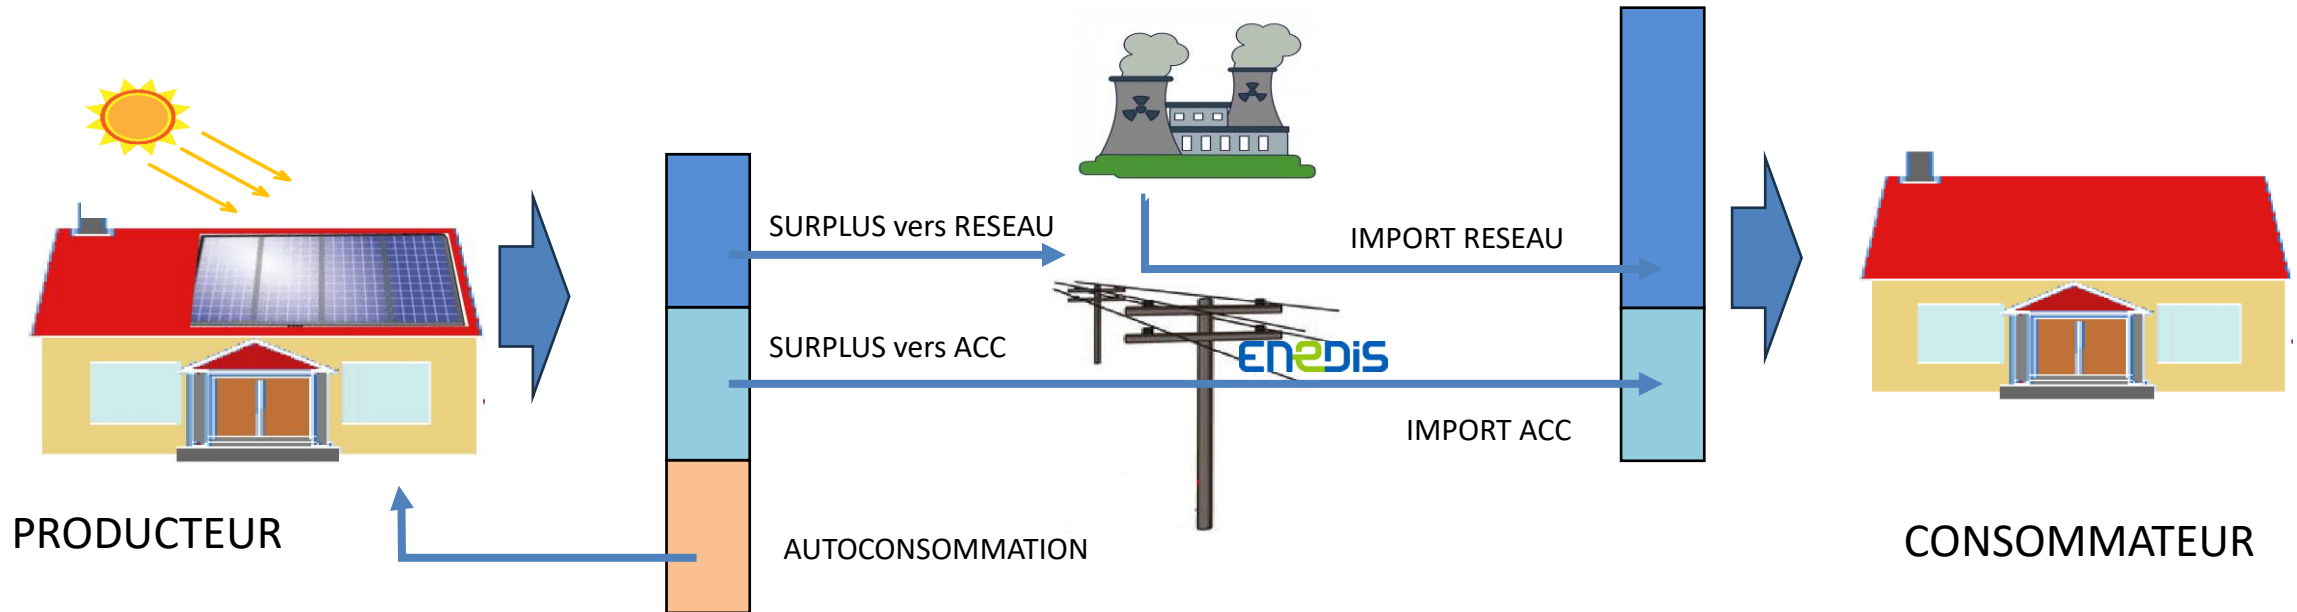 SURPLUS vers RESEAU
IMPORT RESEAU
SURPLUS vers ACC
ENEDIS
IMPORT ACC
PRODUCTEUR
AUTOCONSOMMATION
CONSOMMATEUR